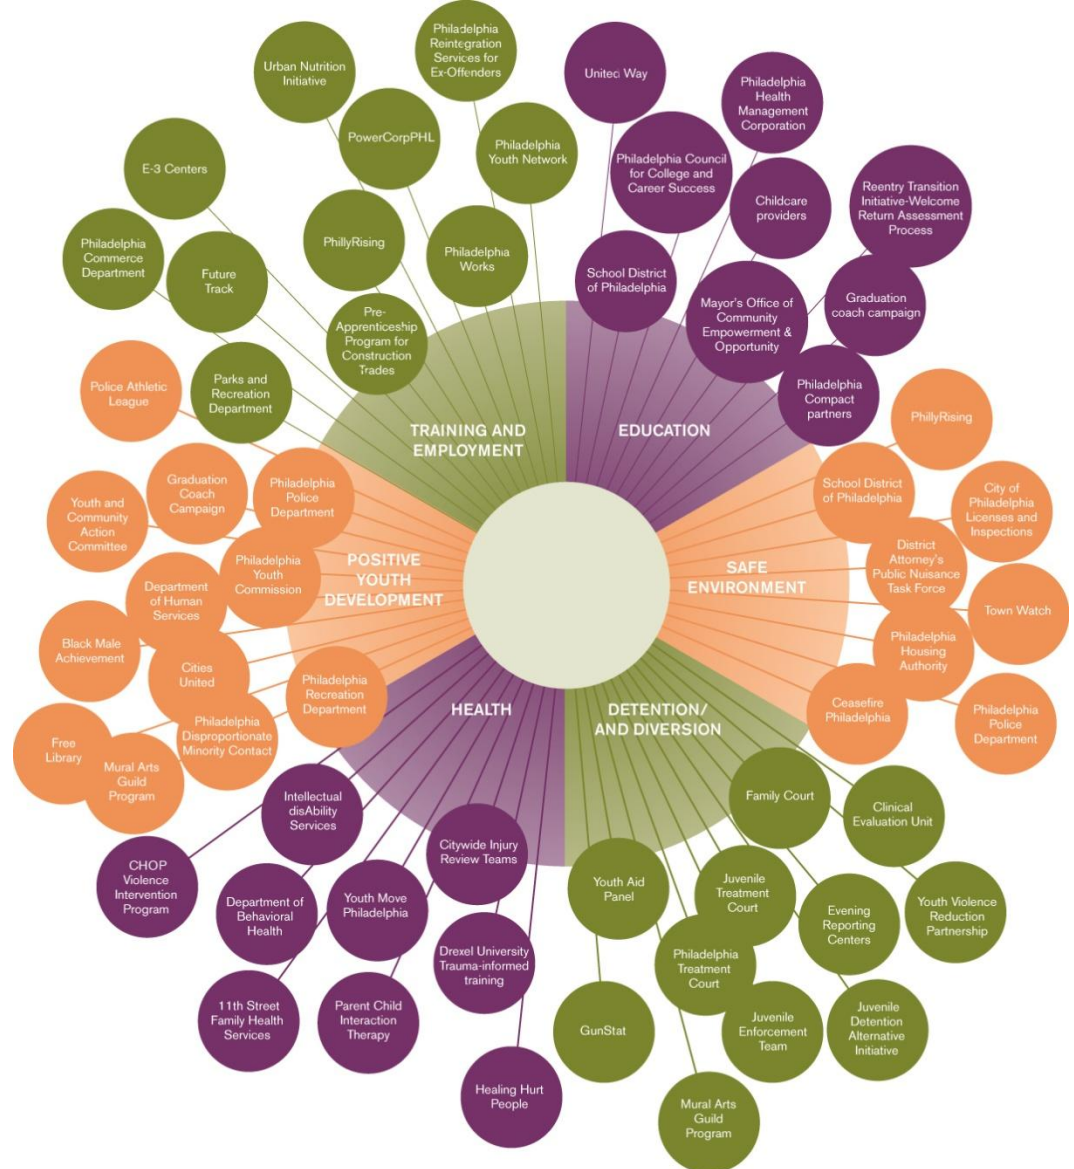 Philadelphia
Reintegration
Services for
Ex-Offenders
Urban Nutrition
Initiative
PowerCorpPHL
Philadelphia
Youth Network
E-3 Centers
PhillyRising
Philadelphia
Works
Philadelphia
Commerce
Department
Future
Track
Pre-
Apprenticeship
Program for
Construction
Trades
Parks and
Recreation
Department
TRAINING AND
EMPLOYMENT
United Way
Philadelphia
Health
Management
Corporation
Philadelphia Council
for College and
Career Success
Childcare
providers
Reentry Transition
Initiative-Welcome
Return Assessment
Process
School District
of Philadelphia
Mayor's Office of
Community
Empowerment &
Opportunity
Graduation
coach campaign
Philadelphia
Compact
partners
EDUCATION
PhillyRising
School District
of Philadelphia
City of
Philadelphia
Licenses and
Inspections
District
Attorney's
Public Nuisance
Task Force
Town Watch
Philadelphia
Housing
Authority
Ceasefire
Philadelphia
Philadelphia
Police
Department
SAFE
ENVIRONMENT
Police Athletic
League
Graduation
Coach
Campaign
Philadelphia
Police
Department
Youth and
Community
Action
Committee
Philadelphia
Youth
Commission
Department
of Human
Services
Black Male
Achievement
Cities
United
Philadelphia
Recreation
Department
Philadelphia
Disproportionate
Minority Contact
Free
Library
Mural Arts
Guild
Program
POSITIVE
YOUTH
DEVELOPMENT
HEALTH
Intellectual
disAbility
Services
Citywide Injury
Review Teams
CHOP
Violence
Intervention
Program
Department of
Behavioral
Health
Youth Move
Philadelphia
Drexel University
Trauma-informed
training
11th Street
Family Health
Services
Parent Child
Interaction
Therapy
Healing Hurt
People
DETENTION/
AND DIVERSION
Family Court
Clinical
Evaluation Unit
Youth Aid
Panel
Juvenile
Treatment
Court
Evening
Reporting
Centers
Youth Violence
Reduction
Partnership
Philadelphia
Treatment
Court
GunStat
Juvenile
Enforcement
Team
Juvenile
Detention
Alternative
Initiative
Mural Arts
Guild
Program